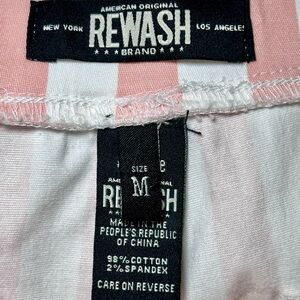 AMERICAN ORIGINAL
NEW YORK REWASH LOS ANGELES
★ ★ ★ BRAND ★ ★ ★
SIZE
M
MADE IN THE
PEOPLE'S REPUBLIC
OF CHINA
98% COTTON
2% SPANDEX
CARE ON REVERSE